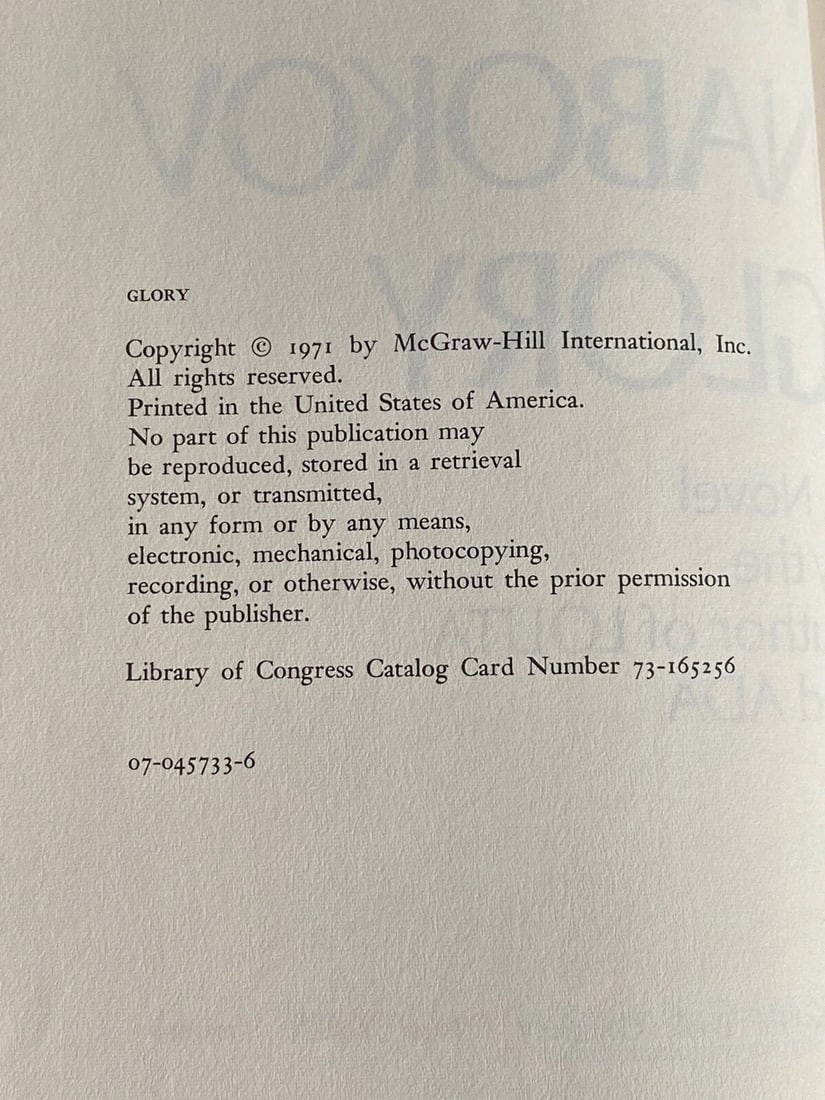 GLORY
Copyright © 1971 by McGraw-Hill International, Inc.
All rights reserved.
Printed in the United States of America.
No part of this publication may
be reproduced, stored in a retrieval
system, or transmitted,
in any form or by any means,
electronic, mechanical, photocopying,
recording, or otherwise, without the prior permission
of the publisher.
Library of Congress Catalog Card Number 73-165256
07-045733-6
NABOKOV
GLORY
Novel